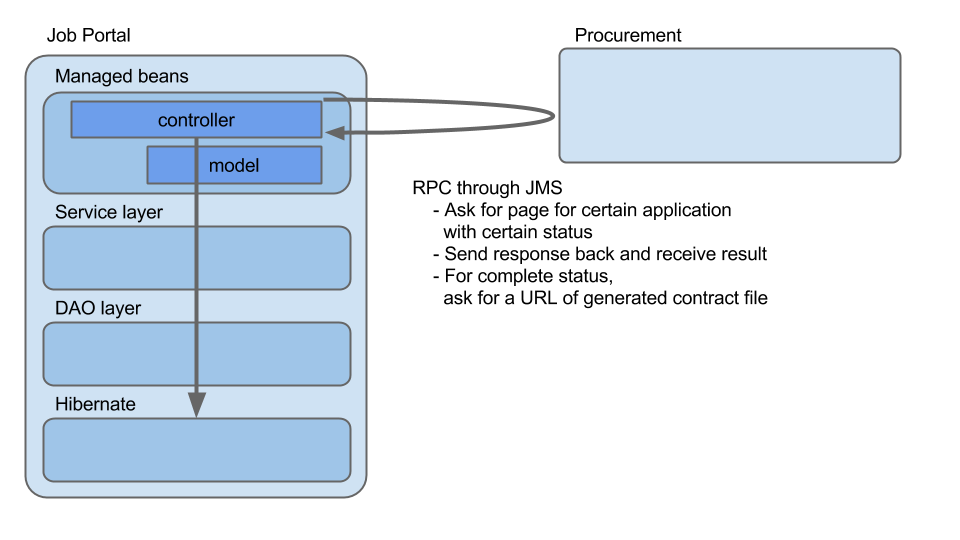 Job Portal
Procurement
Managed beans
controller
model
RPC through JMS
- Ask for page for certain application
with certain status
- Send response back and receive result
- For complete status,
ask for a URL of generated contract file
Service layer
DAO layer
Hibernate